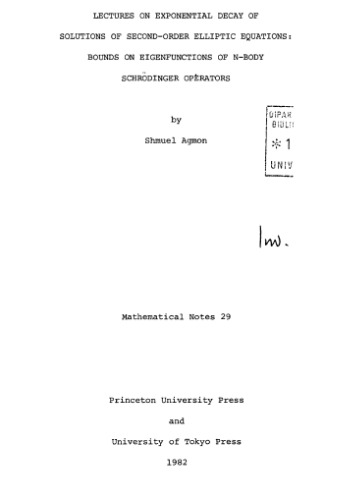 LECTURES ON EXPONENTIAL DECAY OF
SOLUTIONS OF SECOND-ORDER ELLIPTIC EQUATIONS:
BOUNDS ON EIGENFUNCTIONS OF N-BODY
SCHRÖDINGER OPERATORS
by
Shmuel Agmon
DIPAR
BIBLI
* 1
UNIV
Mathematical Notes 29
Princeton University Press
and
University of Tokyo Press
1982